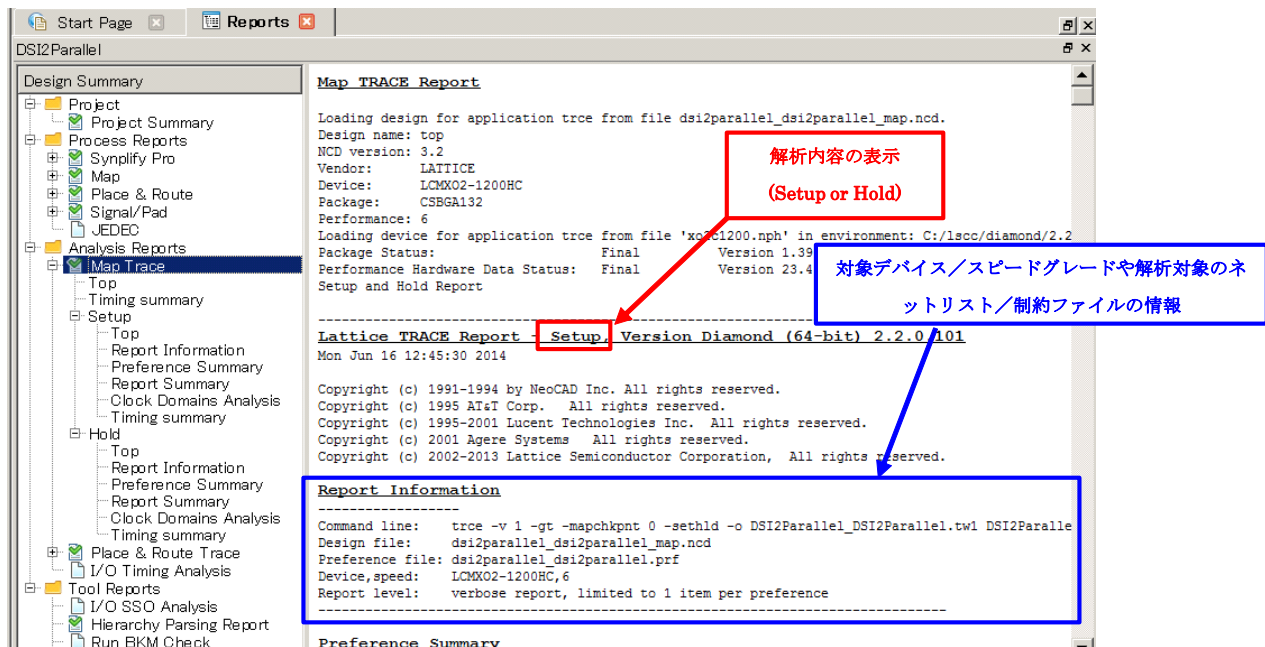 Start Page
Reports
DSI2Parallel
Design Summary
Project
Project Summary
Process Reports
Synplify Pro
Map
Place & Route
Signal/Pad
JEDEC
Analysis Reports
Map Trace
Top
Timing summary
Setup
Top
Report Information
Preference Summary
Report Summary
Clock Domains Analysis
Timing summary
Hold
Top
Report Information
Preference Summary
Report Summary
Clock Domains Analysis
Timing summary
Place & Route Trace
I/O Timing Analysis
Tool Reports
I/O SSO Analysis
Hierarchy Parsing Report
Run BKM Check
Map TRACE Report
Loading design for application trce from file dsi2parallel_dsi2parallel_map.ncd.
Design name: top
NCD version: 3.2
Vendor: LATTICE
Device: LCMXO2-1200HC
Package: CSBGA132
Performance: 6
Loading device for application trce from file 'xo2c1200.nph' in environment: C:/lscc/diamond/2.2
Package Status: Final Version 1.39
Performance Hardware Data Status: Final Version 23.4
Setup and Hold Report
--------------------------------------------------------------------------------
Lattice TRACE Report - Setup, Version Diamond (64-bit) 2.2.0.101
Mon Jun 16 12:45:30 2014
Copyright (c) 1991-1994 by NeoCAD Inc. All rights reserved.
Copyright (c) 1995 AT&T Corp. All rights reserved.
Copyright (c) 1995-2001 Lucent Technologies Inc. All rights reserved.
Copyright (c) 2001 Agere Systems All rights reserved.
Copyright (c) 2002-2013 Lattice Semiconductor Corporation, All rights reserved.
Report Information
------------------
Command line: trce -v 1 -gt -mapchkpnt 0 -sethld -o DSI2Parallel_DSI2Parallel.tw1 DSI2Paralle
Design file: dsi2parallel_dsi2parallel_map.ncd
Preference file: dsi2parallel_dsi2parallel.prf
Device,speed: LCMXO2-1200HC,6
Report level: verbose report, limited to 1 item per preference
--------------------------------------------------------------------------------
Preference Summary
解析内容の表示
(Setup or Hold)
対象デバイス／スピードグレードや解析対象のネ
ットリスト／制約ファイルの情報